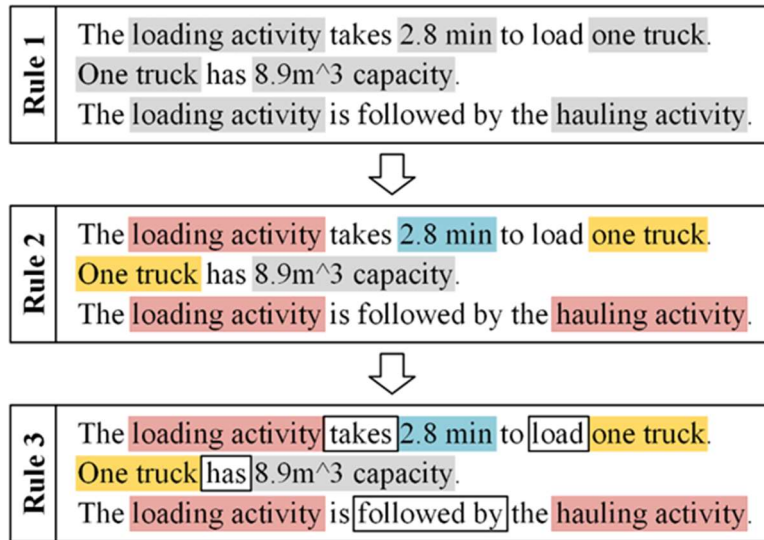 Rule 1
The loading activity takes 2.8 min to load one truck.
One truck has 8.9m^3 capacity.
The loading activity is followed by the hauling activity.
Rule 2
The loading activity takes 2.8 min to load one truck.
One truck has 8.9m^3 capacity.
The loading activity is followed by the hauling activity.
Rule 3
The loading activity takes 2.8 min to load one truck.
One truck has 8.9m^3 capacity.
The loading activity is followed by the hauling activity.